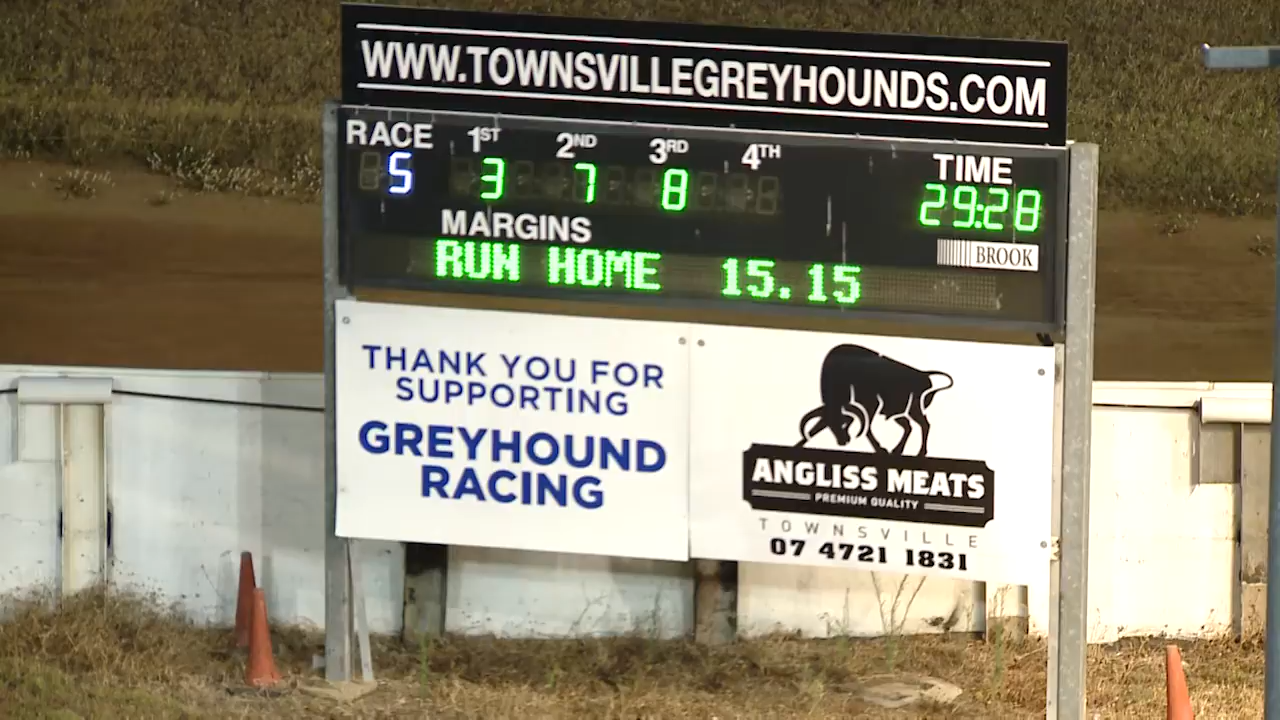 WWW.TOWNSVILLEGREYHOUNDS.COM
RACE 1ST 2ND 3RD 4TH TIME
5 3 7 8 29:28
MARGINS
BROOK
RUN HOME 15.15
THANK YOU FOR
SUPPORTING
GREYHOUND
RACING
ANGLISS MEATS
PREMIUM QUALITY
TOWNSVILLE
07 4721 1831